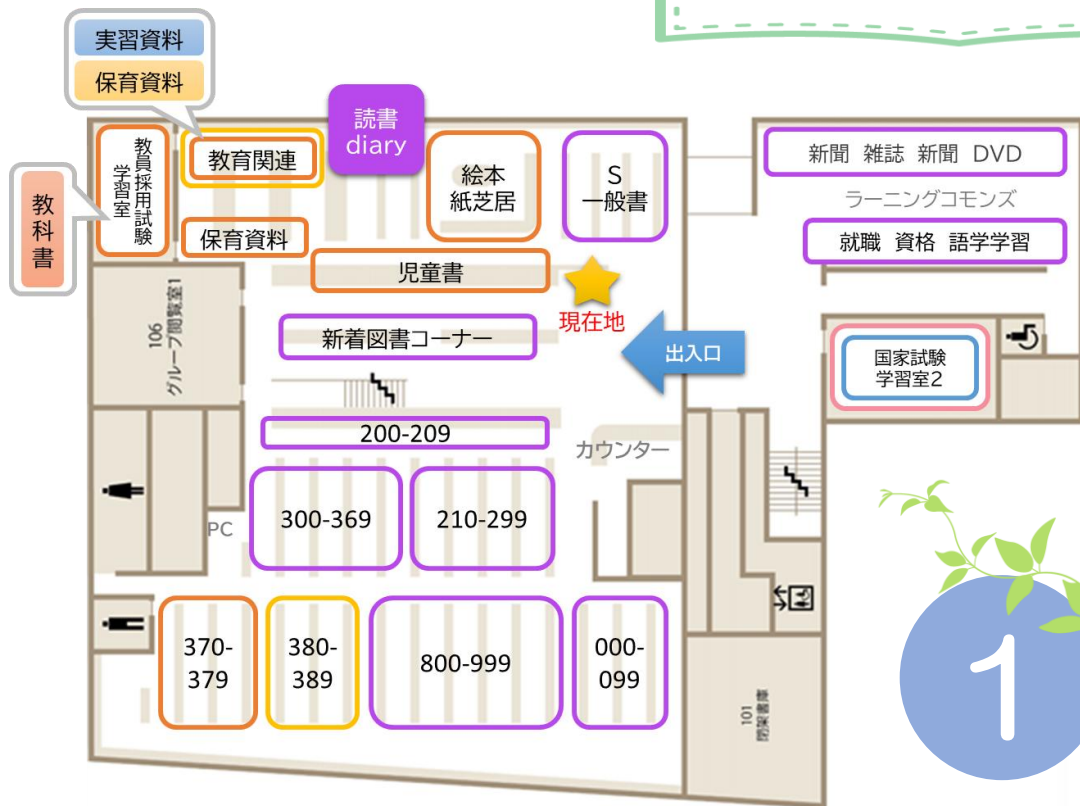 実習資料
保育資料
読書
diary
教科書
教員採用試験
学習室
教育関連
保育資料
絵本
紙芝居
S
一般書
新聞 雑誌 新聞 DVD
ラーニングコモンズ
就職 資格 語学学習
児童書
現在地
新着図書コーナー
出入口
106
グループ閲覧室1
国家試験
学習室2
200-209
カウンター
300-369
210-299
PC
370-
379
380-
389
800-999
000-
099
101
閉架書庫
1